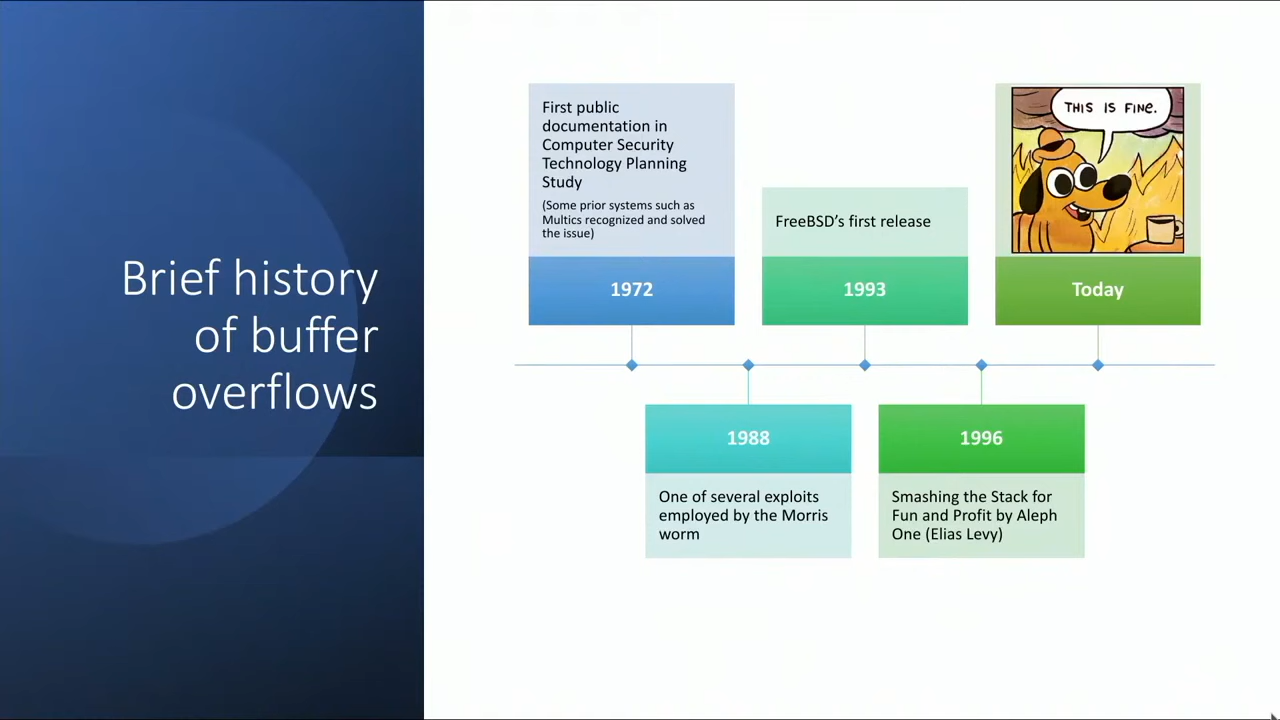 Brief history
of buffer
overflows
First public
documentation in
Computer Security
Technology Planning
Study
(Some prior systems such as
Multics recognized and solved
the issue)
1972
1988
One of several exploits
employed by the Morris
worm
FreeBSD’s first release
1993
1996
Smashing the Stack for
Fun and Profit by Aleph
One (Elias Levy)
THIS IS FINE.
Today